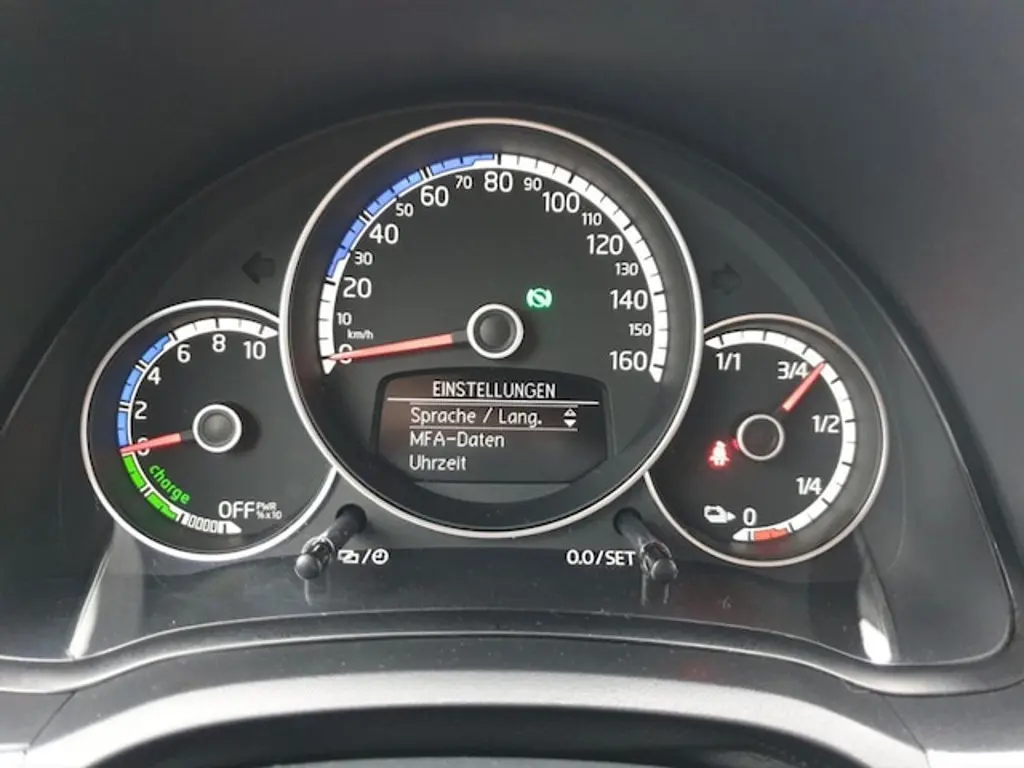 0
10
20
30
40
50
60
70
80
90
100
110
120
130
140
150
160
km/h
EINSTELLUNGEN
Sprache / Lang.
MFA-Daten
Uhrzeit
0
2
4
6
8
10
charge
OFF
PWR
%x10
1/1
3/4
1/2
1/4
0
0.0/SET